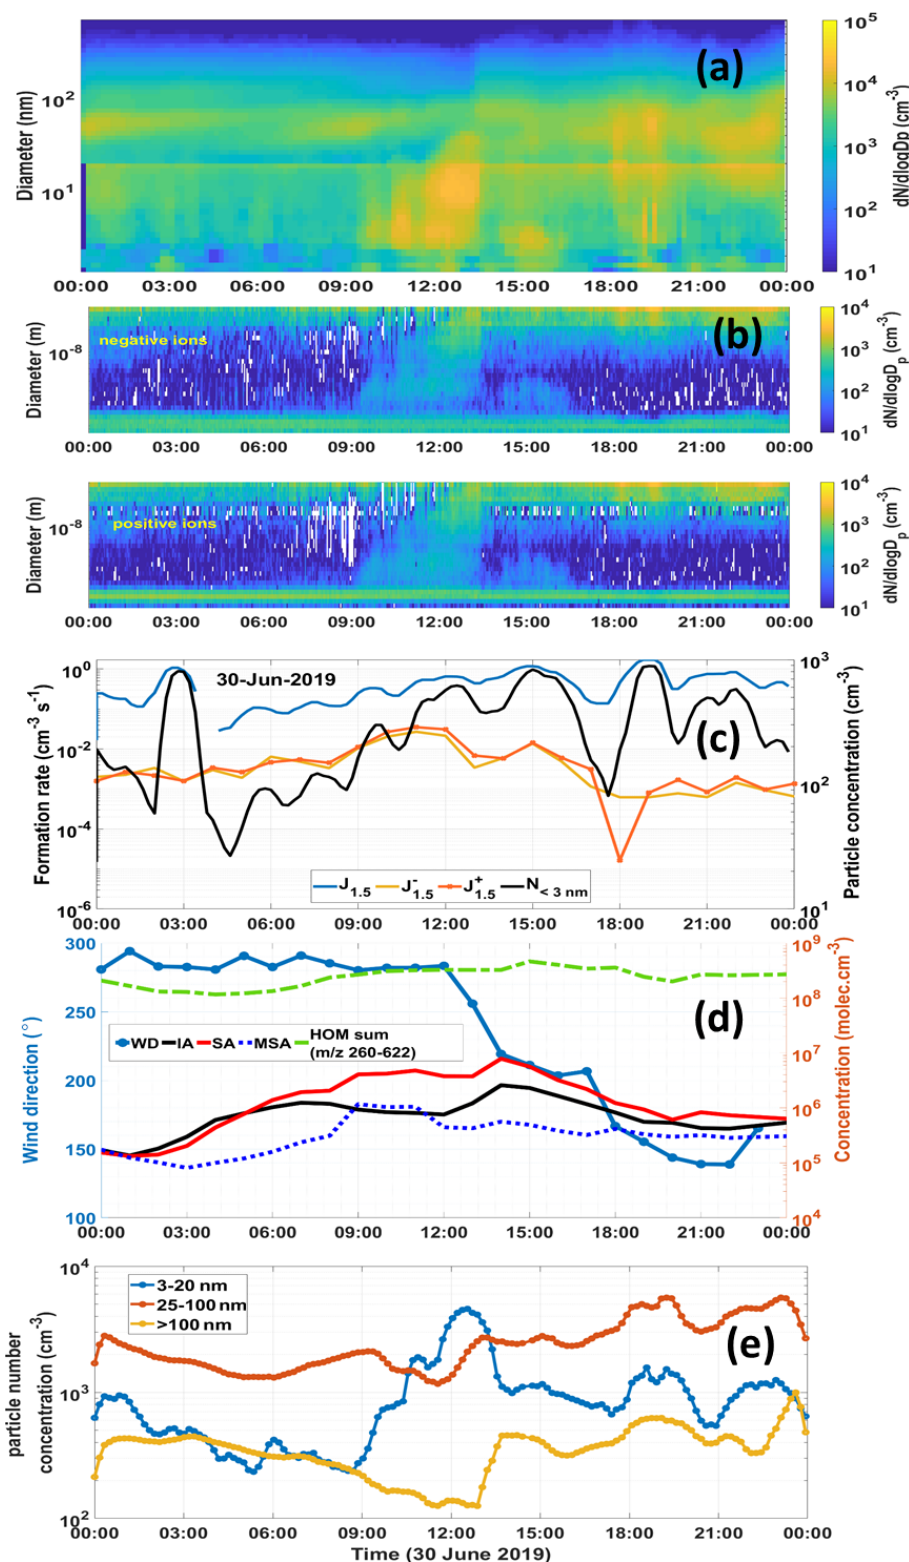 (a)
Diameter (nm)
10^2
10^1
00:00 03:00 06:00 09:00 12:00 15:00 18:00 21:00 00:00
10^5
10^4
10^3
10^2
10^1
dN/dlogDp (cm^-3)
(b)
negative ions
Diameter (m)
10^-8
00:00 03:00 06:00 09:00 12:00 15:00 18:00 21:00 00:00
10^4
10^3
10^2
10^1
dN/dlogD_p (cm^-3)
positive ions
Diameter (m)
10^-8
00:00 03:00 06:00 09:00 12:00 15:00 18:00 21:00 00:00
10^4
10^3
10^2
10^1
dN/dlogD_p (cm^-3)
30-Jun-2019
(c)
Formation rate (cm^-3 s^-1)
10^0
10^-2
10^-4
10^-6
Particle concentration (cm^-3)
10^3
10^2
10^1
J_1.5 J^-_1.5 J^+_1.5 N_< 3 nm
00:00 03:00 06:00 09:00 12:00 15:00 18:00 21:00 00:00
(d)
Wind direction (°)
300
250
200
150
100
WD IA SA MSA HOM sum
(m/z 260-622)
10^9
10^8
10^7
10^6
10^5
10^4
Concentration (molec.cm^-3)
00:00 03:00 06:00 09:00 12:00 15:00 18:00 21:00 00:00
(e)
particle number
concentration (cm^-3)
10^4
10^3
10^2
3-20 nm
25-100 nm
>100 nm
00:00 03:00 06:00 09:00 12:00 15:00 18:00 21:00 00:00
Time (30 June 2019)